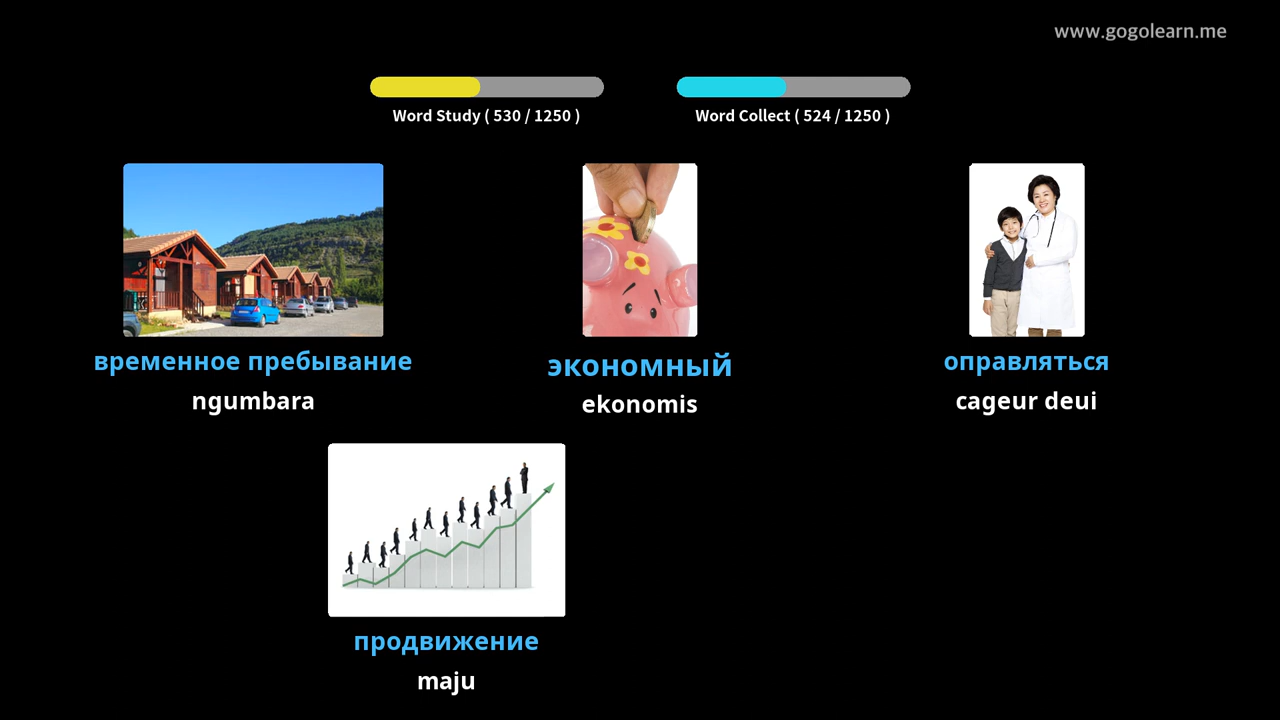 www.gogolearn.me
Word Study ( 530 / 1250 )
Word Collect ( 524 / 1250 )
временное пребывание
ngumbara
экономный
ekonomis
оправляться
cageur deui
продвижение
maju